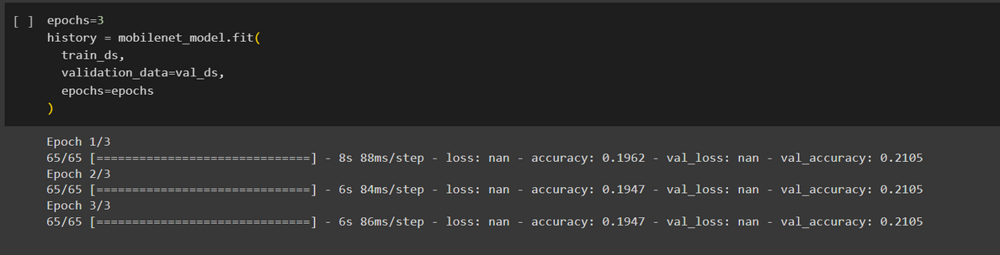 [ ] epochs=3
history = mobilenet_model.fit(
train_ds,
validation_data=val_ds,
epochs=epochs
)
Epoch 1/3
65/65 [==============================] - 8s 88ms/step - loss: nan - accuracy: 0.1962 - val_loss: nan - val_accuracy: 0.2105
Epoch 2/3
65/65 [==============================] - 6s 84ms/step - loss: nan - accuracy: 0.1947 - val_loss: nan - val_accuracy: 0.2105
Epoch 3/3
65/65 [==============================] - 6s 86ms/step - loss: nan - accuracy: 0.1947 - val_loss: nan - val_accuracy: 0.2105